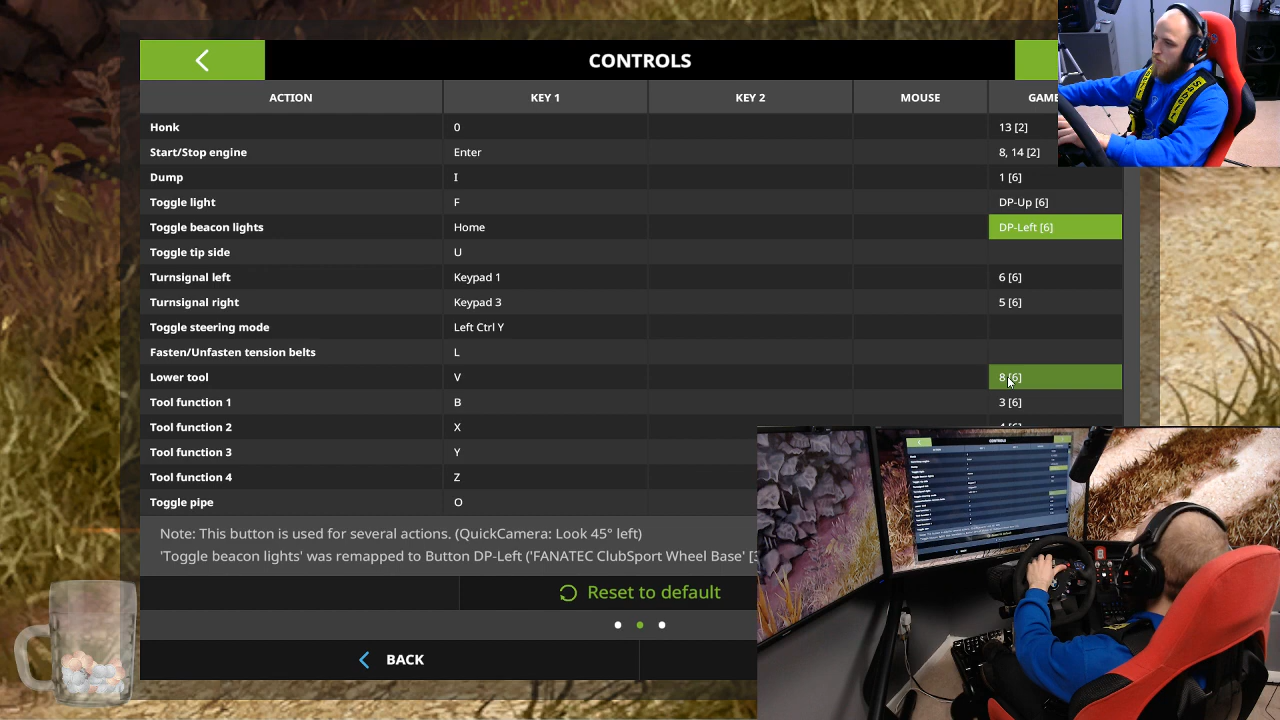 CONTROLS
ACTION KEY 1 KEY 2 MOUSE GAME
Honk 0 13 [2]
Start/Stop engine Enter 8, 14 [2]
Dump I 1 [6]
Toggle light F DP-Up [6]
Toggle beacon lights Home DP-Left [6]
Toggle tip side U
Turnsignal left Keypad 1 6 [6]
Turnsignal right Keypad 3 5 [6]
Toggle steering mode Left Ctrl Y
Fasten/Unfasten tension belts L
Lower tool V 8 [6]
Tool function 1 B 3 [6]
Tool function 2 X
Tool function 3 Y
Tool function 4 Z
Toggle pipe O
Note: This button is used for several actions. (QuickCamera: Look 45° left)
'Toggle beacon lights' was remapped to Button DP-Left ('FANATEC ClubSport Wheel Base' [
Reset to default
BACK